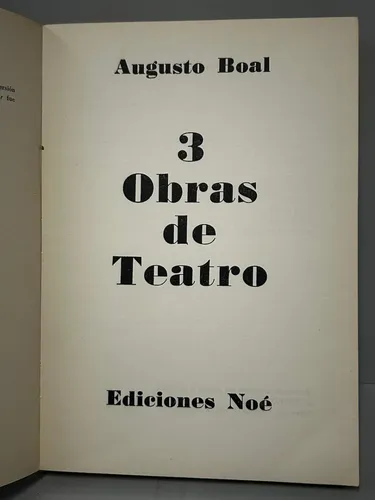 Augusto Boal
3
Obras
de
Teatro
Ediciones Noé